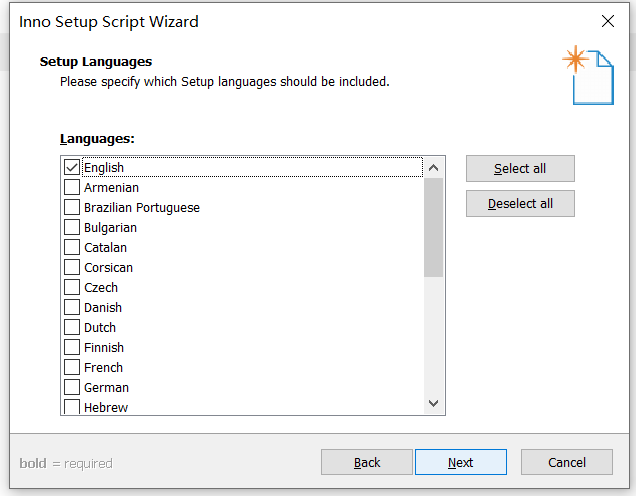 Inno Setup Script Wizard
Setup Languages
Please specify which Setup languages should be included.
Languages:
English
Armenian
Brazilian Portuguese
Bulgarian
Catalan
Corsican
Czech
Danish
Dutch
Finnish
French
German
Hebrew
Select all
Deselect all
bold = required
Back
Next
Cancel